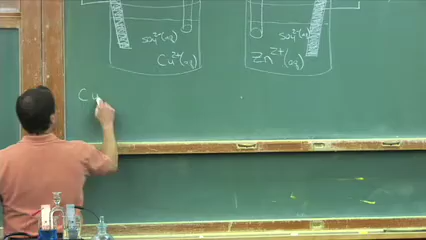 SO₄²⁻(aq)
Cu²⁺(aq)
SO₄²⁻(aq)
Zn²⁺(aq)
Cu